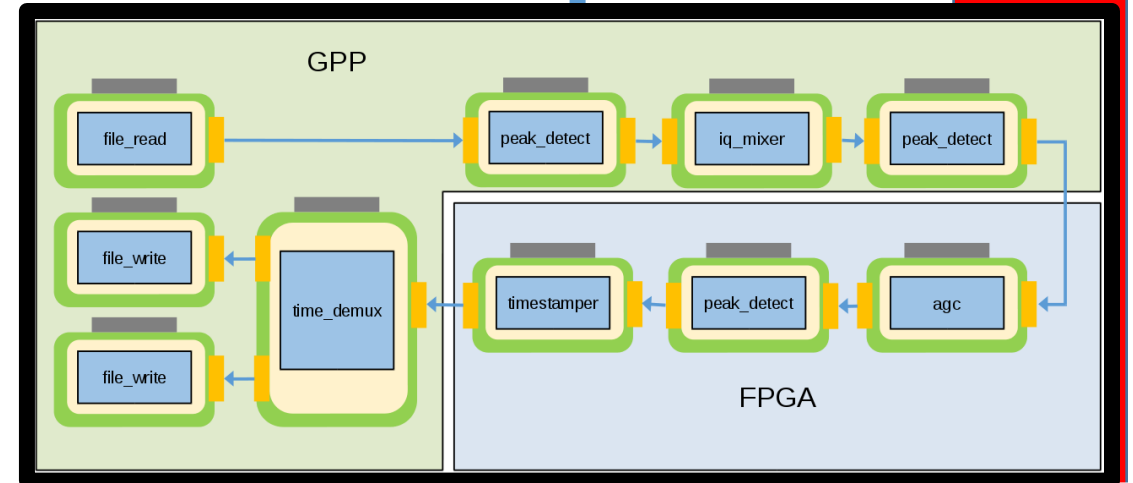 GPP
file_read
peak_detect
iq_mixer
peak_detect
file_write
time_demux
timestamper
peak_detect
agc
file_write
FPGA